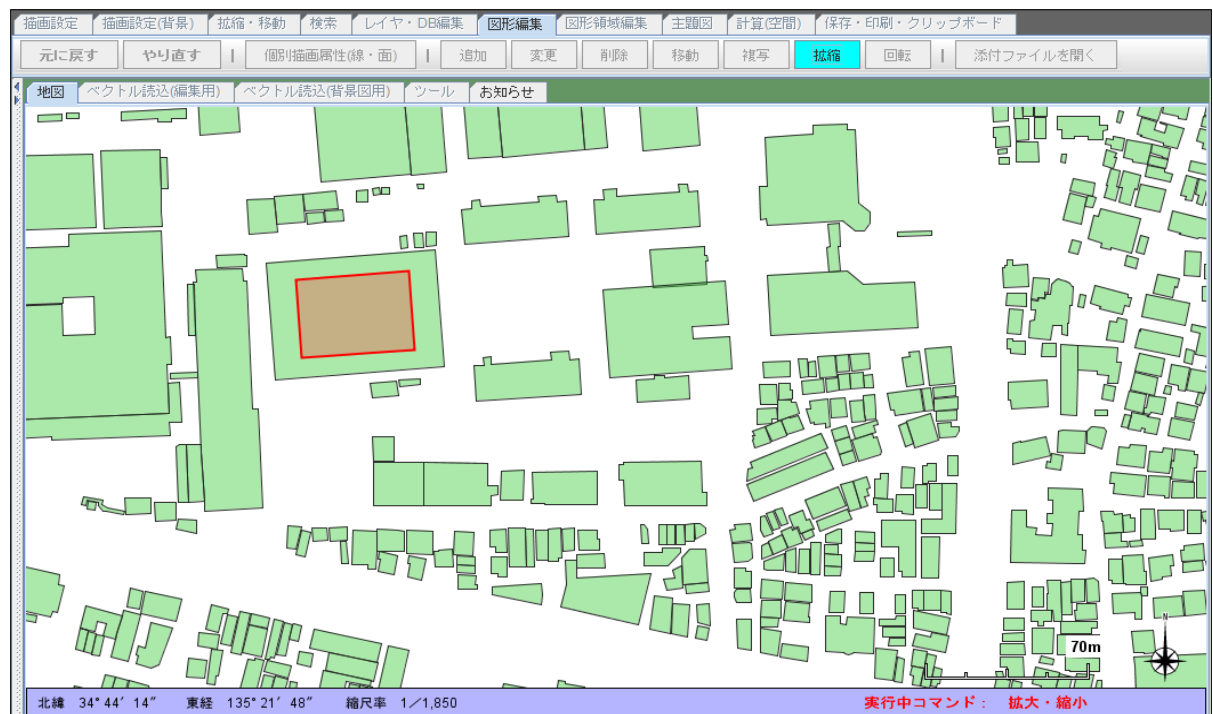 描画設定 描画設定(背景) 拡縮・移動 検索 レイヤ・DB編集 図形編集 図形領域編集 主題図 計算(空間) 保存・印刷・クリップボード
元に戻す やり直す | 個別描画属性(線・面) | 追加 変更 削除 移動 複写 拡縮 回転 | 添付ファイルを開く
地図 ベクトル読込(編集用) ベクトル読込(背景図用) ツール お知らせ
N
70m
北緯 34°44′14″ 東経 135°21′48″ 縮尺率 1／1,850 実行中コマンド： 拡大・縮小